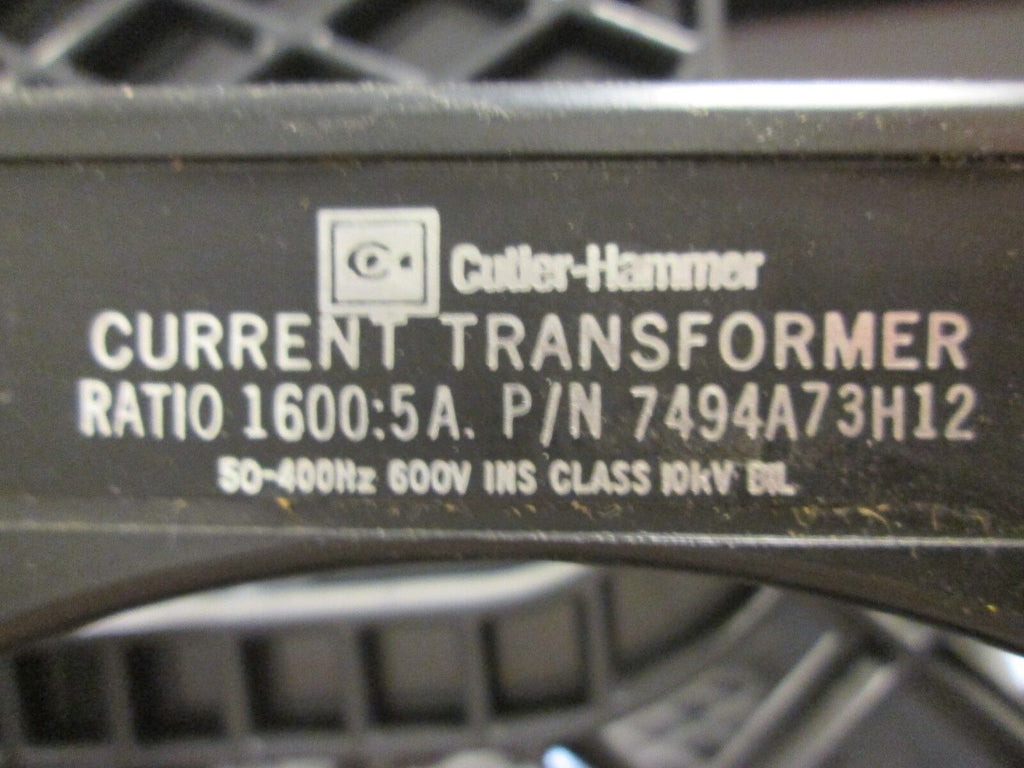 Cutler-Hammer
CURRENT TRANSFORMER
RATIO 1600:5A. P/N 7494A73H12
50-400Hz 600V INS CLASS 10kV BIL